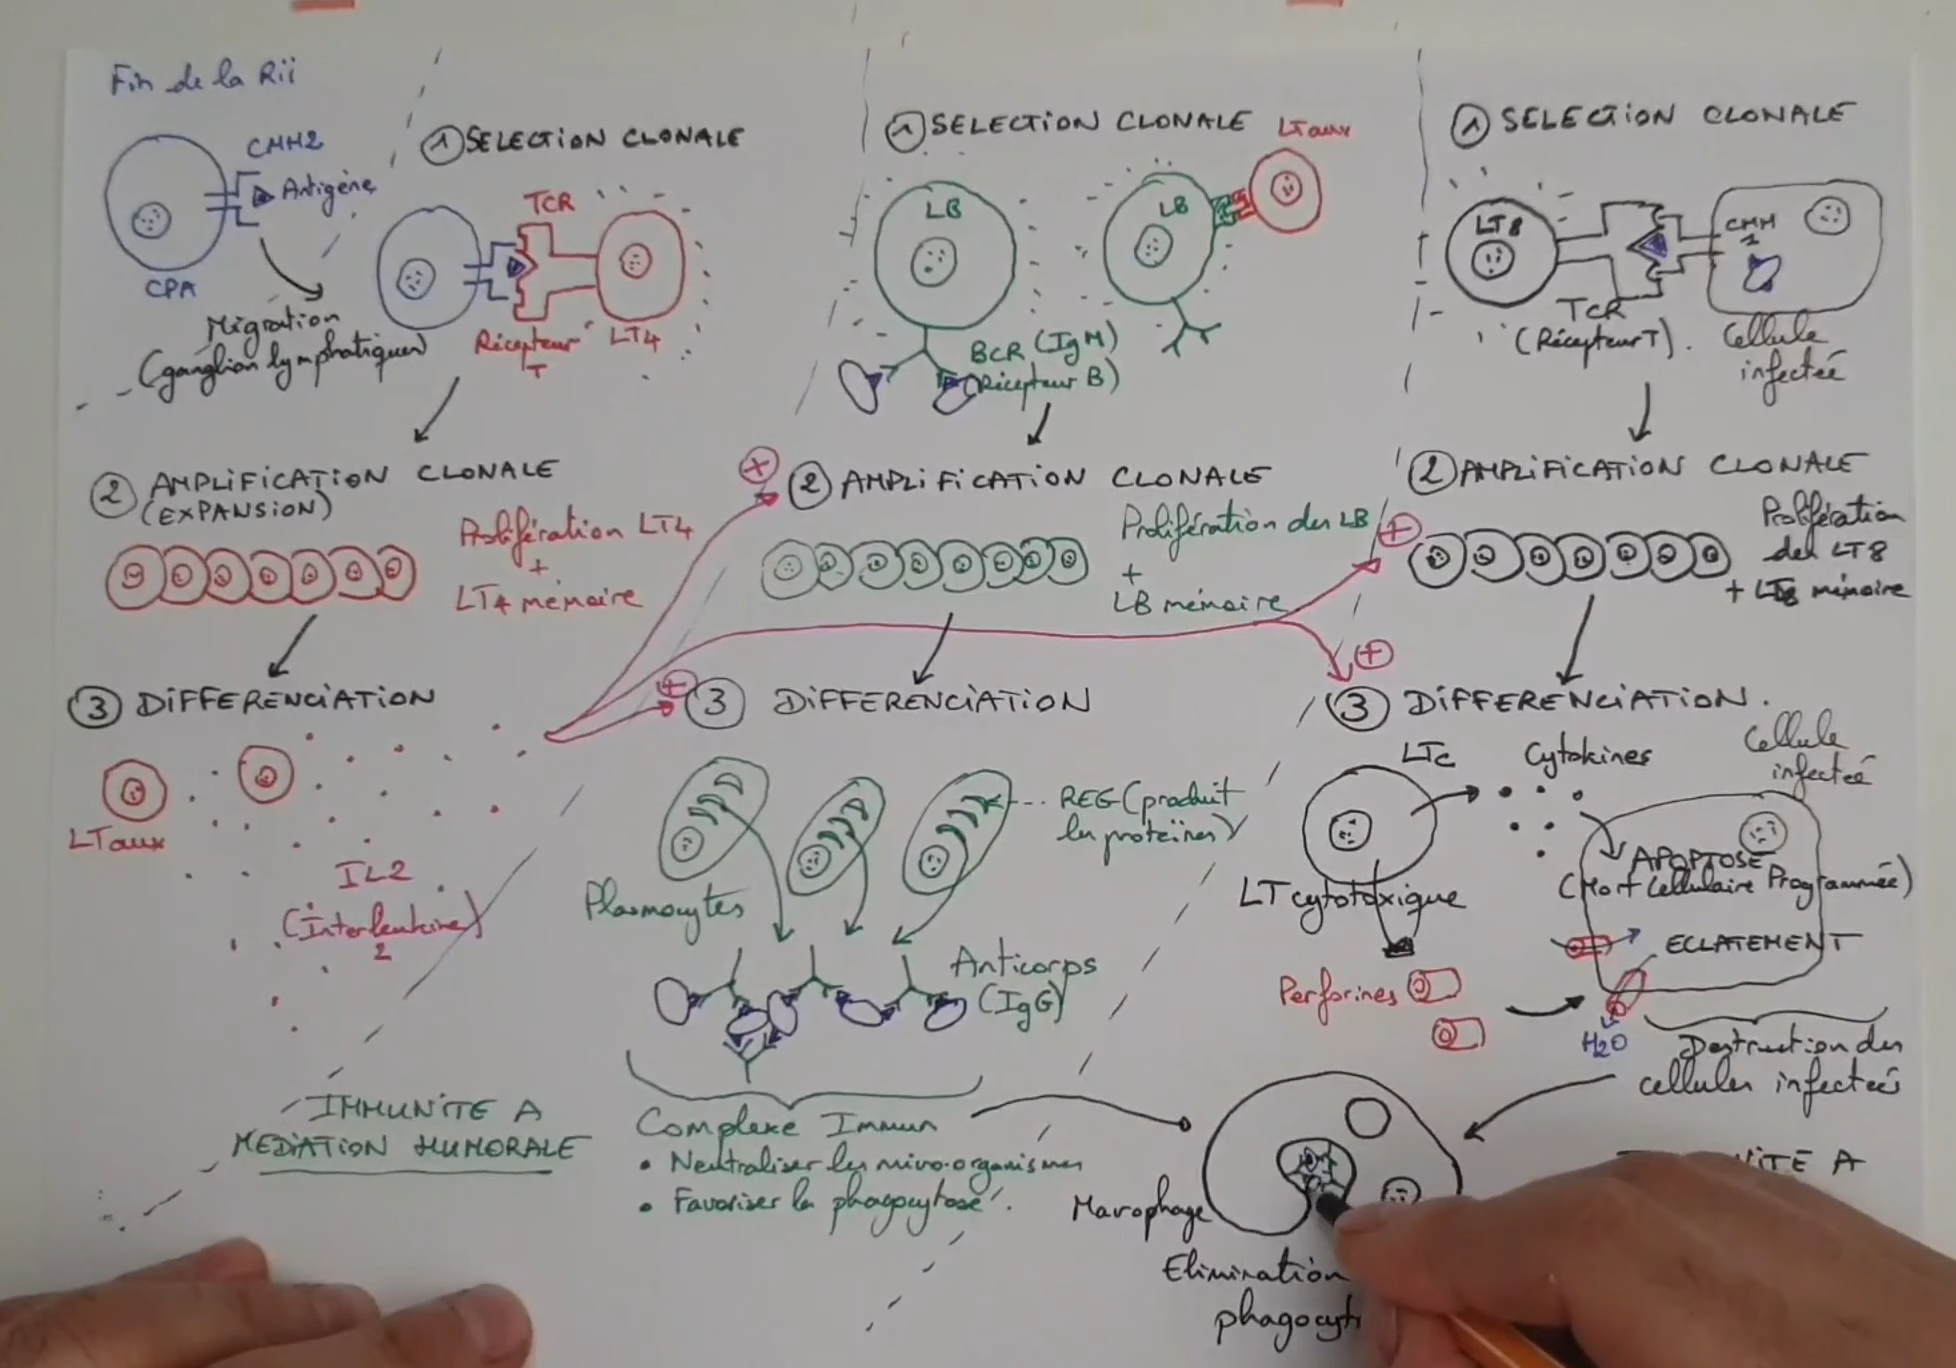 Fin de la Rii
CMH2
Antigène
CPA
Migration
(ganglion lymphatique)
① SELECTION CLONALE
TCR
Récepteur
T
LT4
② AMPLIFICATION CLONALE
(EXPANSION)
Prolifération LT4
+
LT4 mémoire
③ DIFFERENCIATION
LTaux
IL2
(Interleukine)
2
① SELECTION CLONALE
LTaux
LB
LB
BCR (IgM)
(Récepteur B)
+
② AMPLIFICATION CLONALE
Prolifération des LB
+
LB mémoire
+
③ DIFFERENCIATION
REG (produit
les protéines)
Plasmocytes
Anticorps
(IgG)
IMMUNITE A
MEDIATION HUMORALE
Complexe Immun
• Neutraliser les micro-organismes
• Favoriser la phagocytose.
① SELECTION CLONALE
LT8
CMH
1
TCR
(Récepteur T).
Cellule
infectée
+
② AMPLIFICATION CLONALE
Prolifération
des LT8
+ LT8 mémoire
+
③ DIFFERENCIATION.
LTc
Cytokines
Cellule
infectée
APOPTOSE
(Mort Cellulaire Programmée)
LT cytotoxique
ECLATEMENT
Perforines
H2O
Destruction des
cellules infectées
Macrophage
Elimination